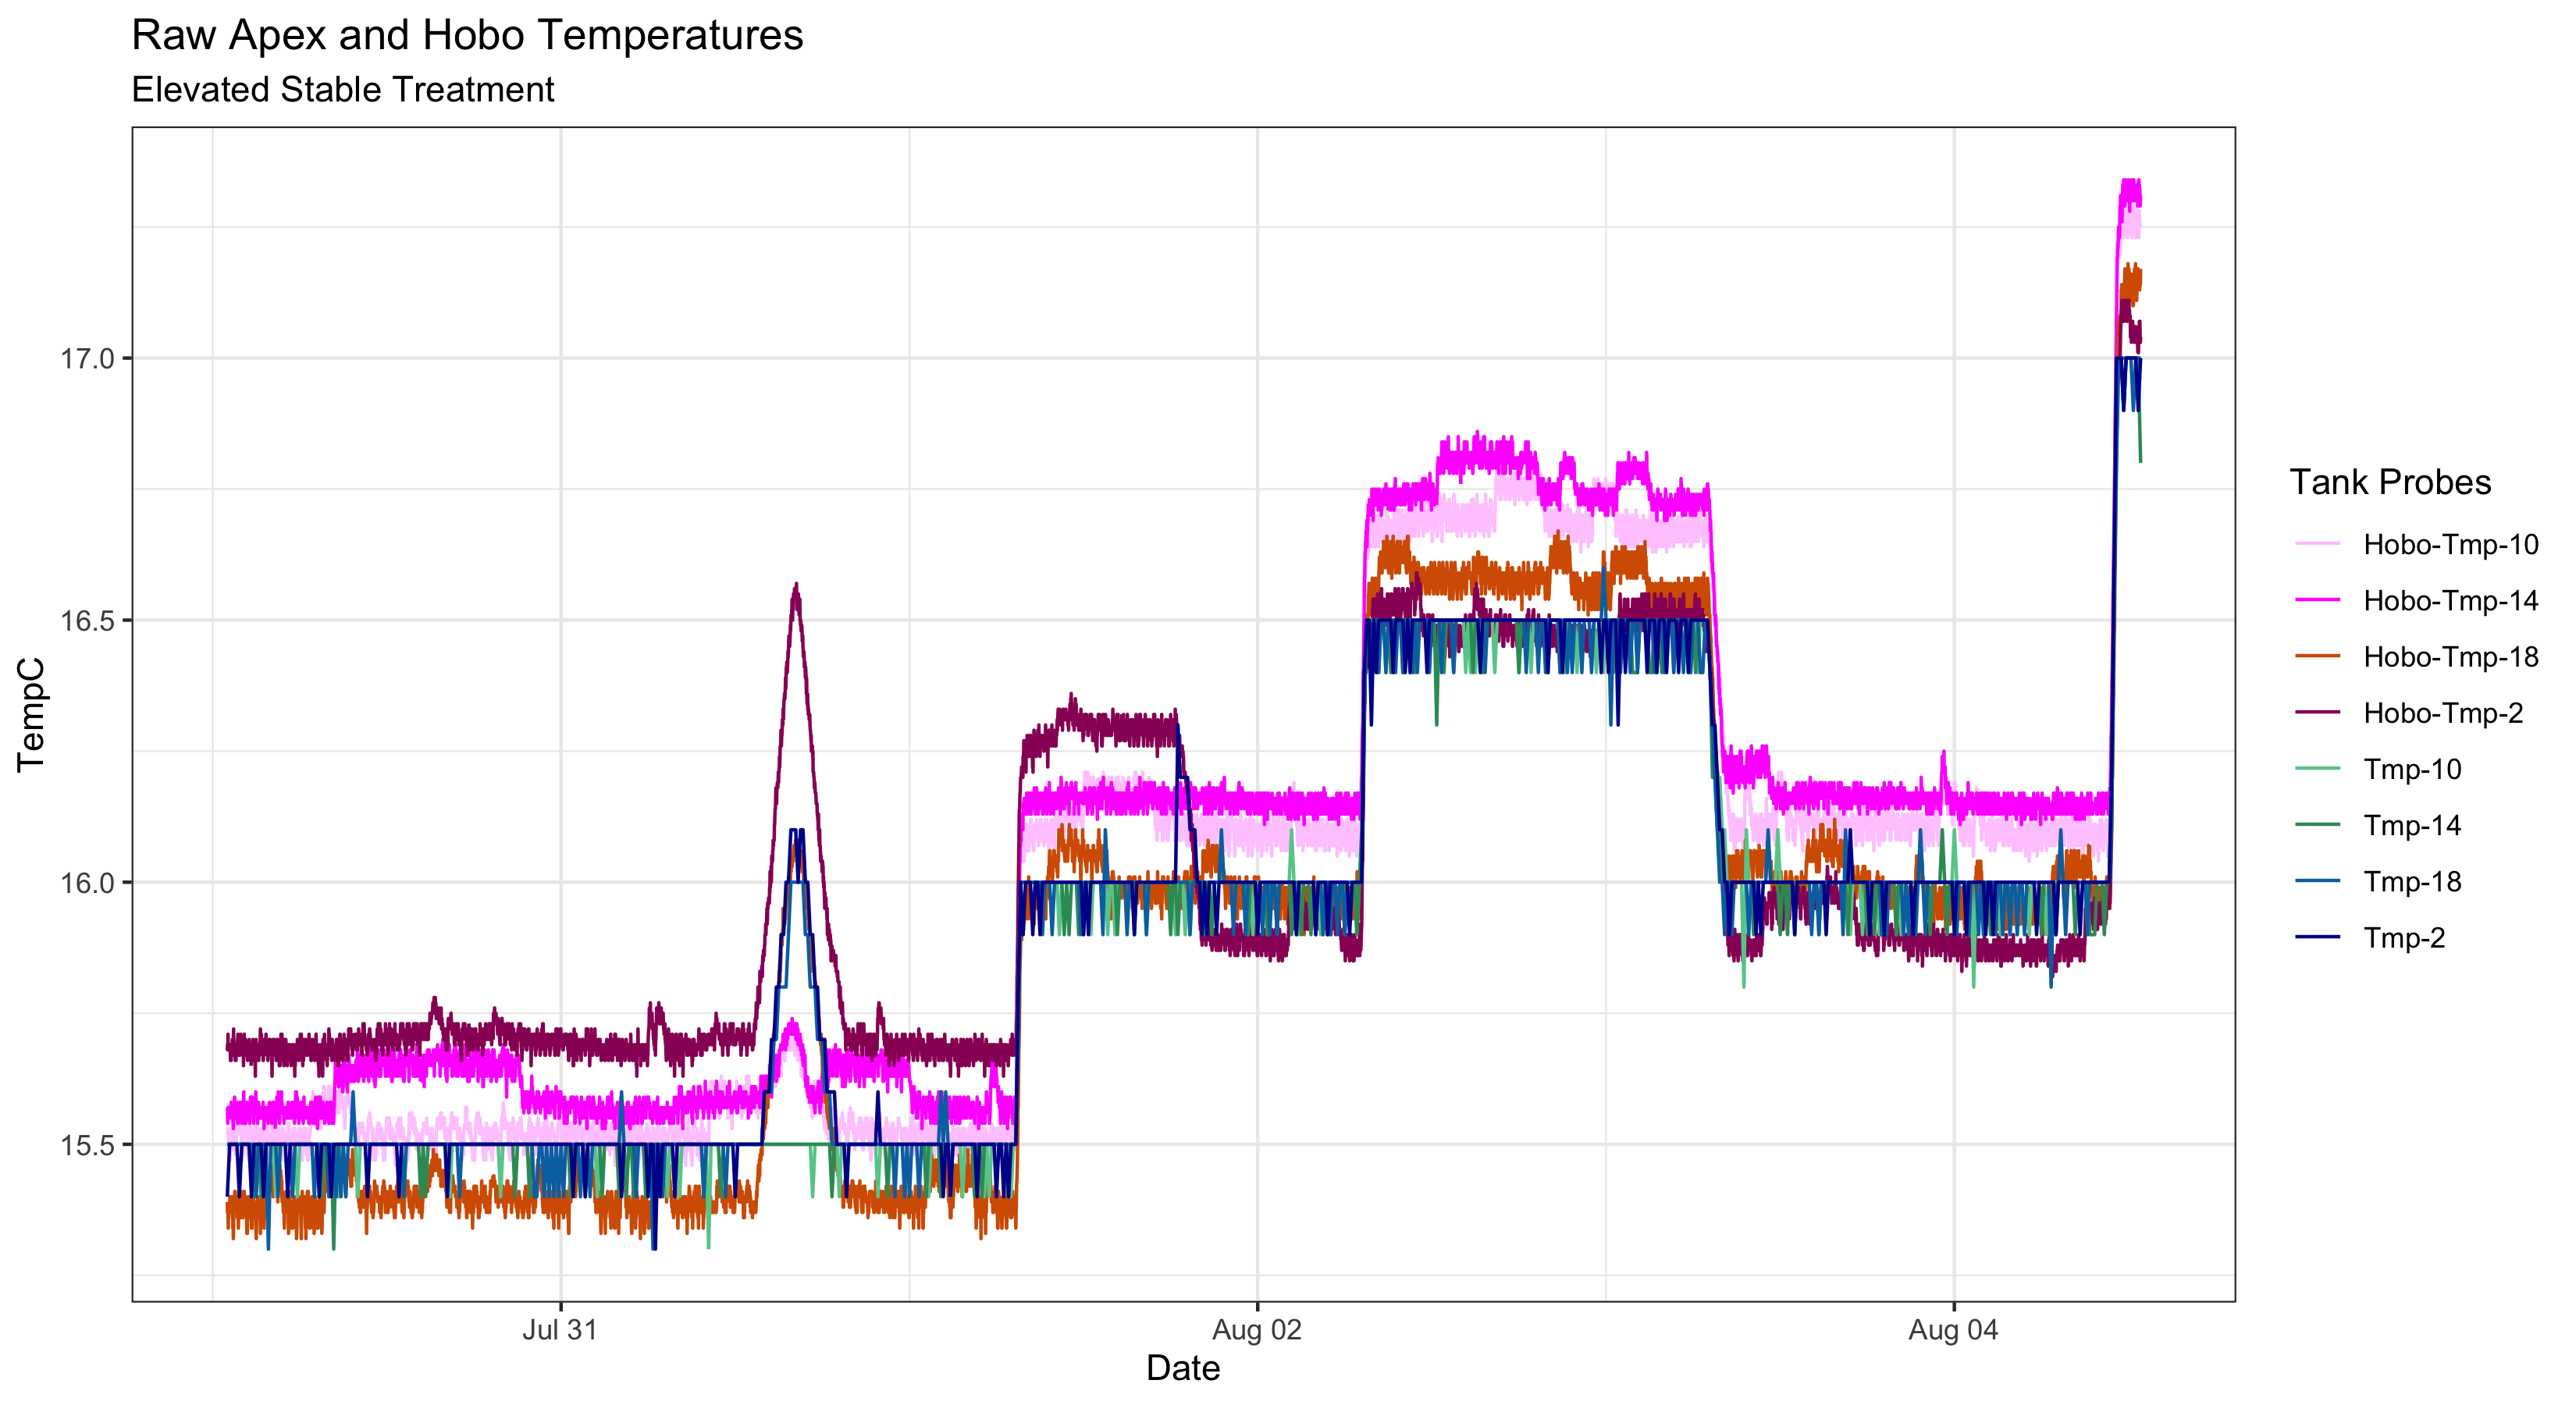 Raw Apex and Hobo Temperatures
Elevated Stable Treatment
TempC
17.0
16.5
16.0
15.5
Jul 31
Aug 02
Aug 04
Date
Tank Probes
Hobo-Tmp-10
Hobo-Tmp-14
Hobo-Tmp-18
Hobo-Tmp-2
Tmp-10
Tmp-14
Tmp-18
Tmp-2